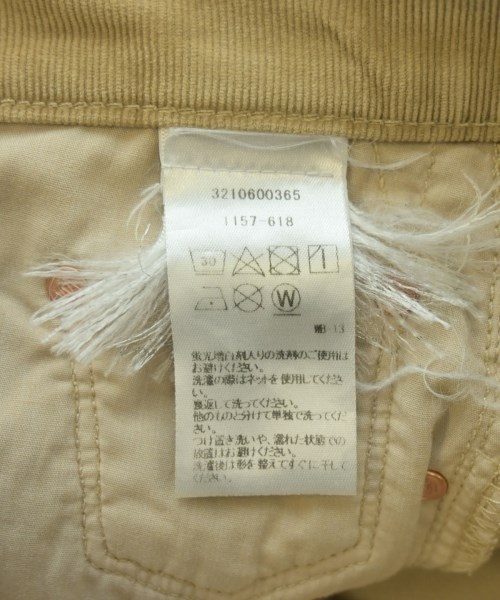 3210600365
1157-618
30
W
WB-13
蛍光増白剤入りの洗剤のご使用は
お避けください。
洗濯の際はネットを使用してくださ
い。
裏返して洗ってください。
他のものと分けて単独で洗ってくだ
さい。
つけ置き洗いや、濡れた状態での
放置はお避けください。
洗濯後は形を整えてすぐに干して
ください。